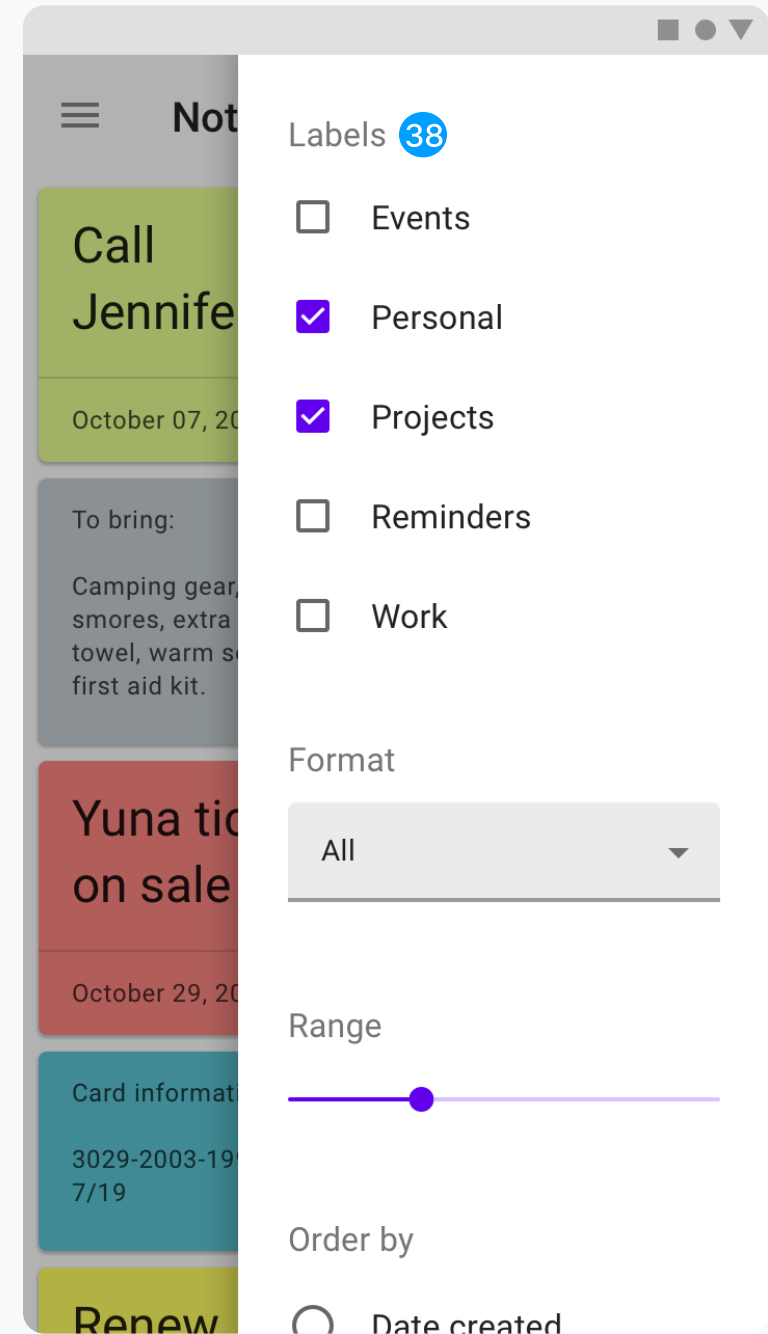 Not
Call
Jennife
October 07, 20
To bring:
Camping gear,
smores, extra
towel, warm s
first aid kit.
Yuna tic
on sale
October 29, 20
Card informati
3029-2003-19
7/19
Renew
Labels 38
Events
Personal
Projects
Reminders
Work
Format
All
Range
Order by
Date created